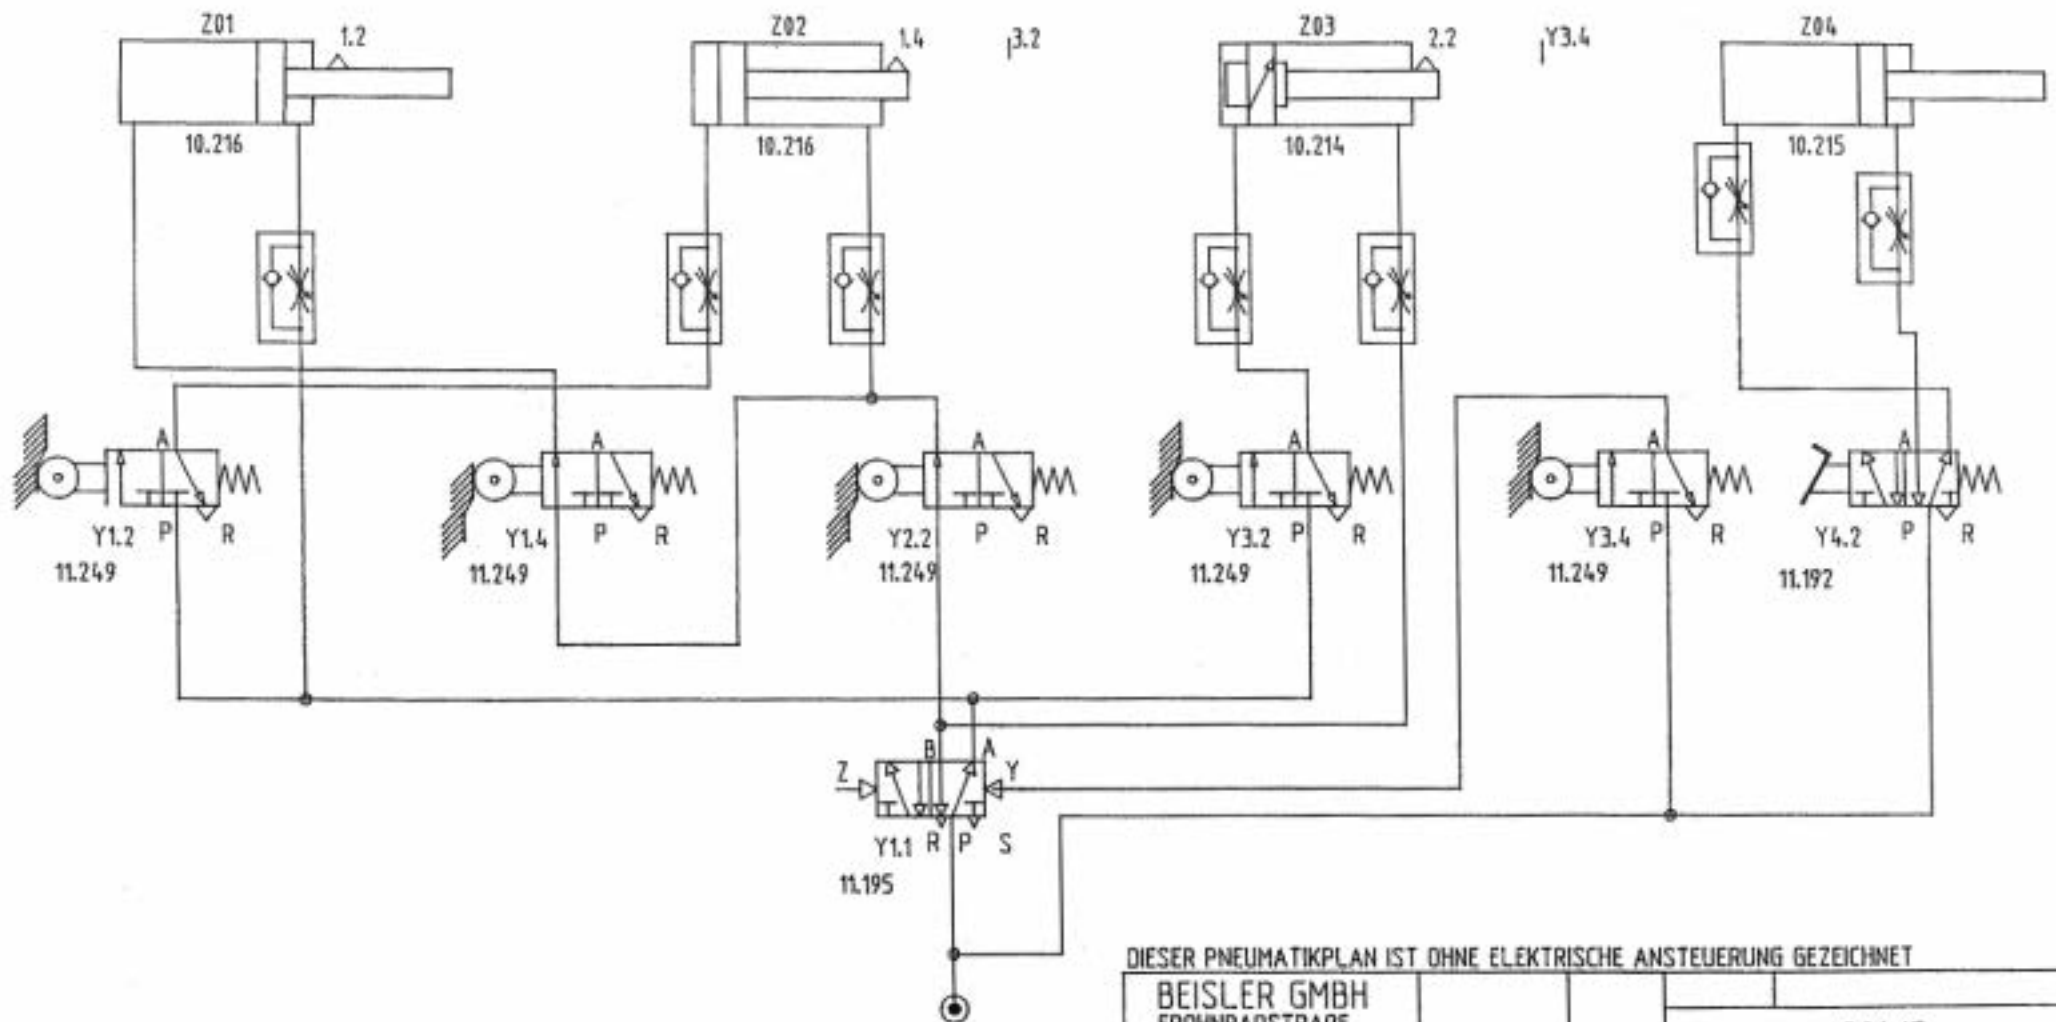 Z01
1.2
Z02
1.4
3.2
Z03
2.2
Y3.4
Z04
10.216
10.216
10.214
10.215
A
A
A
A
A
A
Y1.2 P R
Y1.4 P R
Y2.2 P R
Y3.2 P R
Y3.4 P R
Y4.2 P R
11.249
11.249
11.249
11.249
11.249
11.192
B A
Z Y
Y1.1 R P S
11.195
DIESER PNEUMATIKPLAN IST OHNE ELEKTRISCHE ANSTEUERUNG GEZEICHNET
BEISLER GMBH